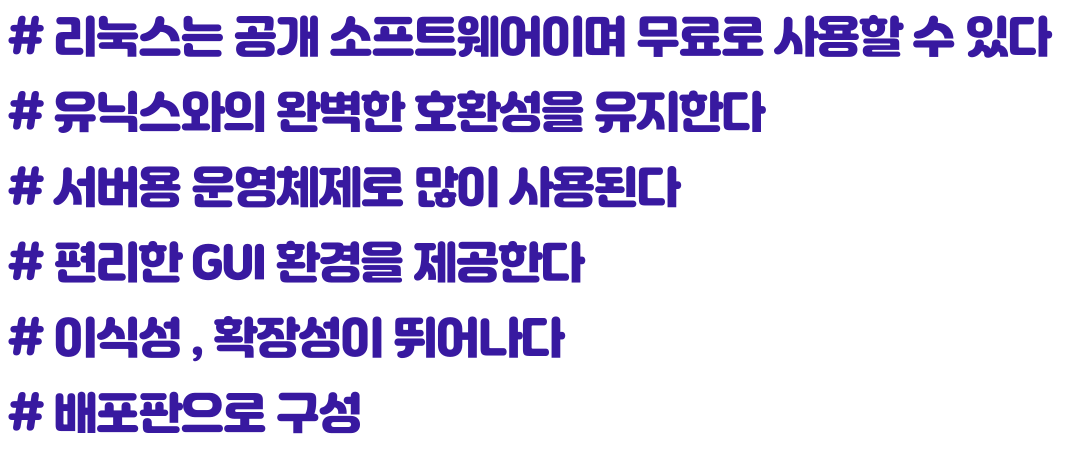 # 리눅스는 공개 소프트웨어이며 무료로 사용할 수 있다
# 유닉스와의 완벽한 호환성을 유지한다
# 서버용 운영체제로 많이 사용된다
# 편리한 GUI 환경을 제공한다
# 이식성 , 확장성이 뛰어나다
# 배포판으로 구성